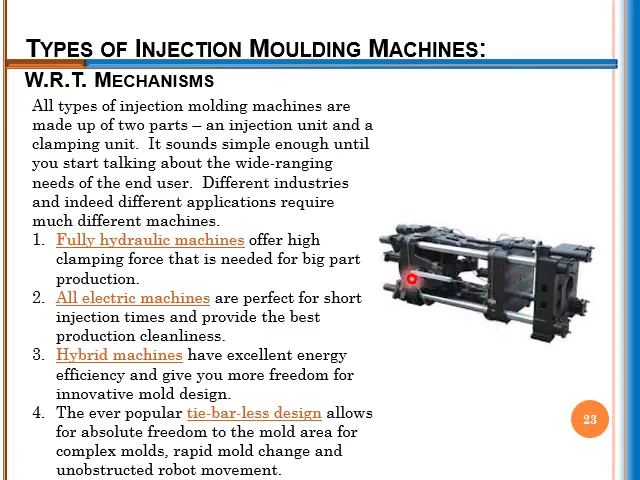 TYPES OF INJECTION MOULDING MACHINES:
W.R.T. MECHANISMS
All types of injection molding machines are
made up of two parts – an injection unit and a
clamping unit. It sounds simple enough until
you start talking about the wide-ranging
needs of the end user. Different industries
and indeed different applications require
much different machines.
1. Fully hydraulic machines offer high
clamping force that is needed for big part
production.
2. All electric machines are perfect for short
injection times and provide the best
production cleanliness.
3. Hybrid machines have excellent energy
efficiency and give you more freedom for
innovative mold design.
4. The ever popular tie-bar-less design allows
for absolute freedom to the mold area for
complex molds, rapid mold change and
unobstructed robot movement.
23